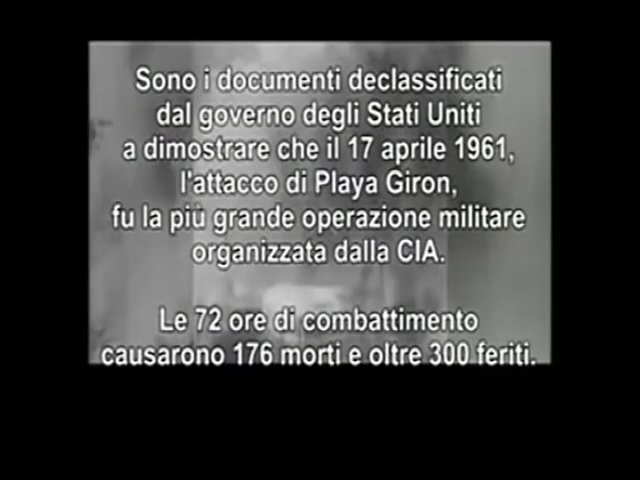 Sono i documenti declassificati
dal governo degli Stati Uniti
a dimostrare che il 17 aprile 1961,
l'attacco di Playa Giron,
fu la più grande operazione militare
organizzata dalla CIA.
Le 72 ore di combattimento
causarono 176 morti e oltre 300 feriti.